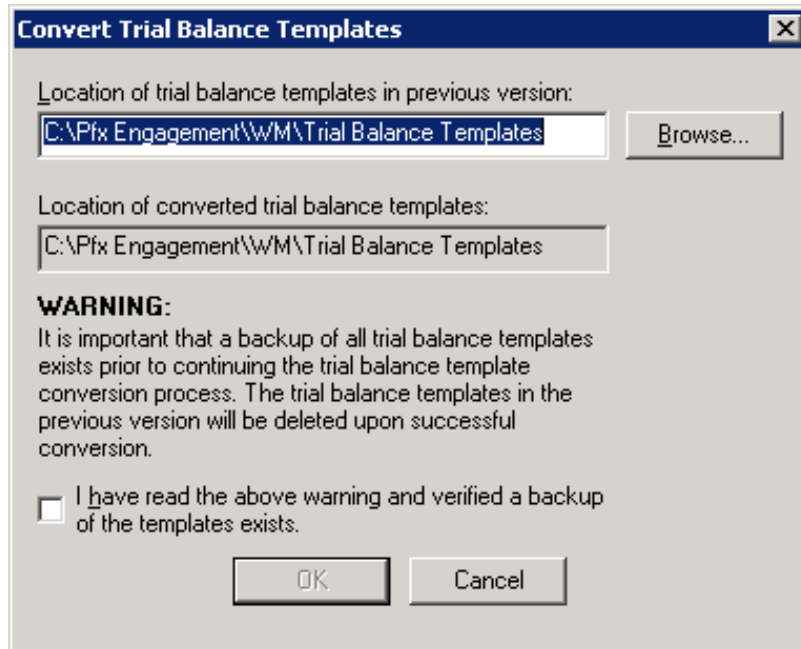 Convert Trial Balance Templates
Location of trial balance templates in previous version:
C:\Pfx Engagement\WM\Trial Balance Templates
Browse...
Location of converted trial balance templates:
C:\Pfx Engagement\WM\Trial Balance Templates
WARNING:
It is important that a backup of all trial balance templates
exists prior to continuing the trial balance template
conversion process. The trial balance templates in the
previous version will be deleted upon successful
conversion.
I have read the above warning and verified a backup
of the templates exists.
OK
Cancel